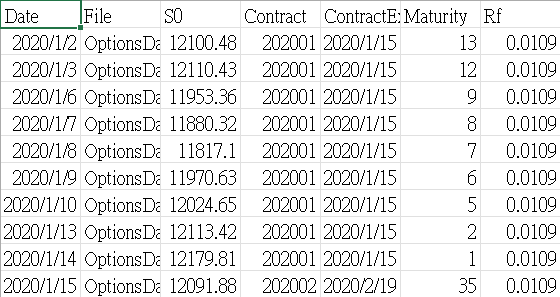 Date File S0 Contract ContractEx Maturity Rf
2020/1/2 OptionsDa 12100.48 202001 2020/1/15 13 0.0109
2020/1/3 OptionsDa 12110.43 202001 2020/1/15 12 0.0109
2020/1/6 OptionsDa 11953.36 202001 2020/1/15 9 0.0109
2020/1/7 OptionsDa 11880.32 202001 2020/1/15 8 0.0109
2020/1/8 OptionsDa 11817.1 202001 2020/1/15 7 0.0109
2020/1/9 OptionsDa 11970.63 202001 2020/1/15 6 0.0109
2020/1/10 OptionsDa 12024.65 202001 2020/1/15 5 0.0109
2020/1/13 OptionsDa 12113.42 202001 2020/1/15 2 0.0109
2020/1/14 OptionsDa 12179.81 202001 2020/1/15 1 0.0109
2020/1/15 OptionsDa 12091.88 202002 2020/2/19 35 0.0109